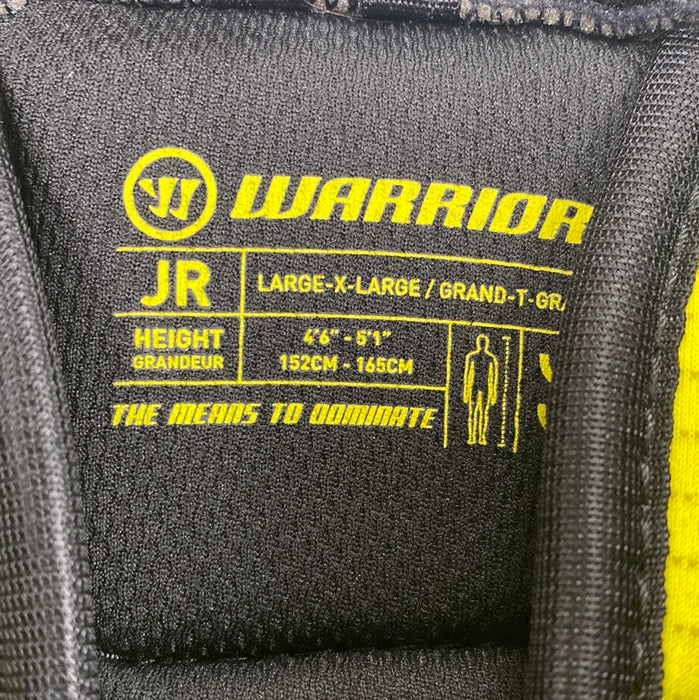 WARRIOR
JR
LARGE-X-LARGE / GRAND-T-GRA
HEIGHT
GRANDEUR
4'6" - 5'1"
152CM - 165CM
THE MEANS TO DOMINATE